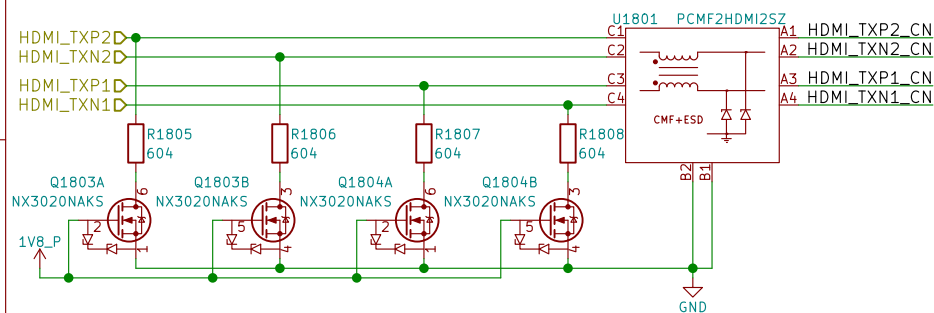 U1801 PCMF2HDMI2SZ
HDMI_TXP2 C1 A1 HDMI_TXP2_CN
HDMI_TXN2 C2 A2 HDMI_TXN2_CN
HDMI_TXP1 C3 A3 HDMI_TXP1_CN
HDMI_TXN1 C4 A4 HDMI_TXN1_CN
CMF+ESD
R1805 R1806 R1807 R1808
604 604 604 604
B2 B1
Q1803A 6 Q1803B 3 Q1804A 6 Q1804B 3
NX3020NAKS NX3020NAKS NX3020NAKS NX3020NAKS
2 5 2 5
1V8_P 1 4 1 4
GND